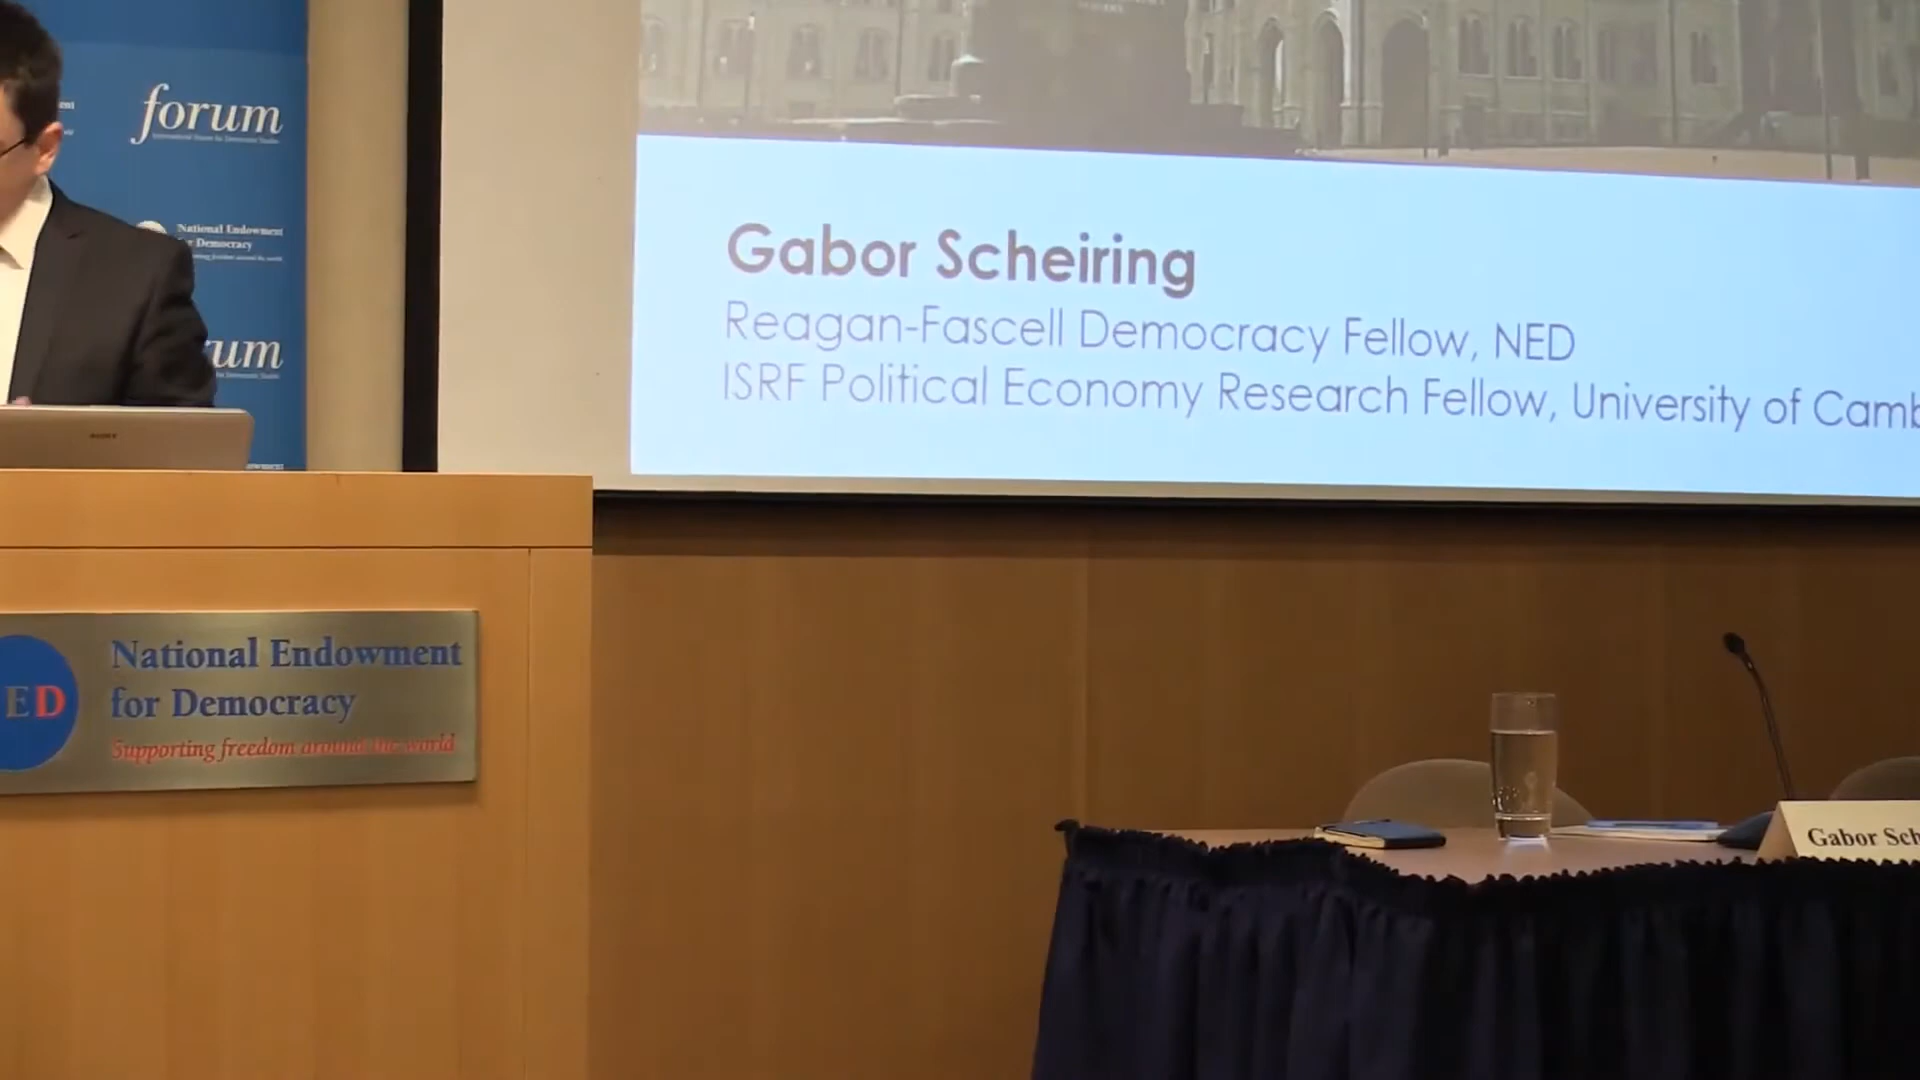 forum
National Endowment
for Democracy
um
Gabor Scheiring
Reagan-Fascell Democracy Fellow, NED
ISRF Political Economy Research Fellow, University of Camb
ED
National Endowment
for Democracy
Supporting freedom around the world
Gabor Sch